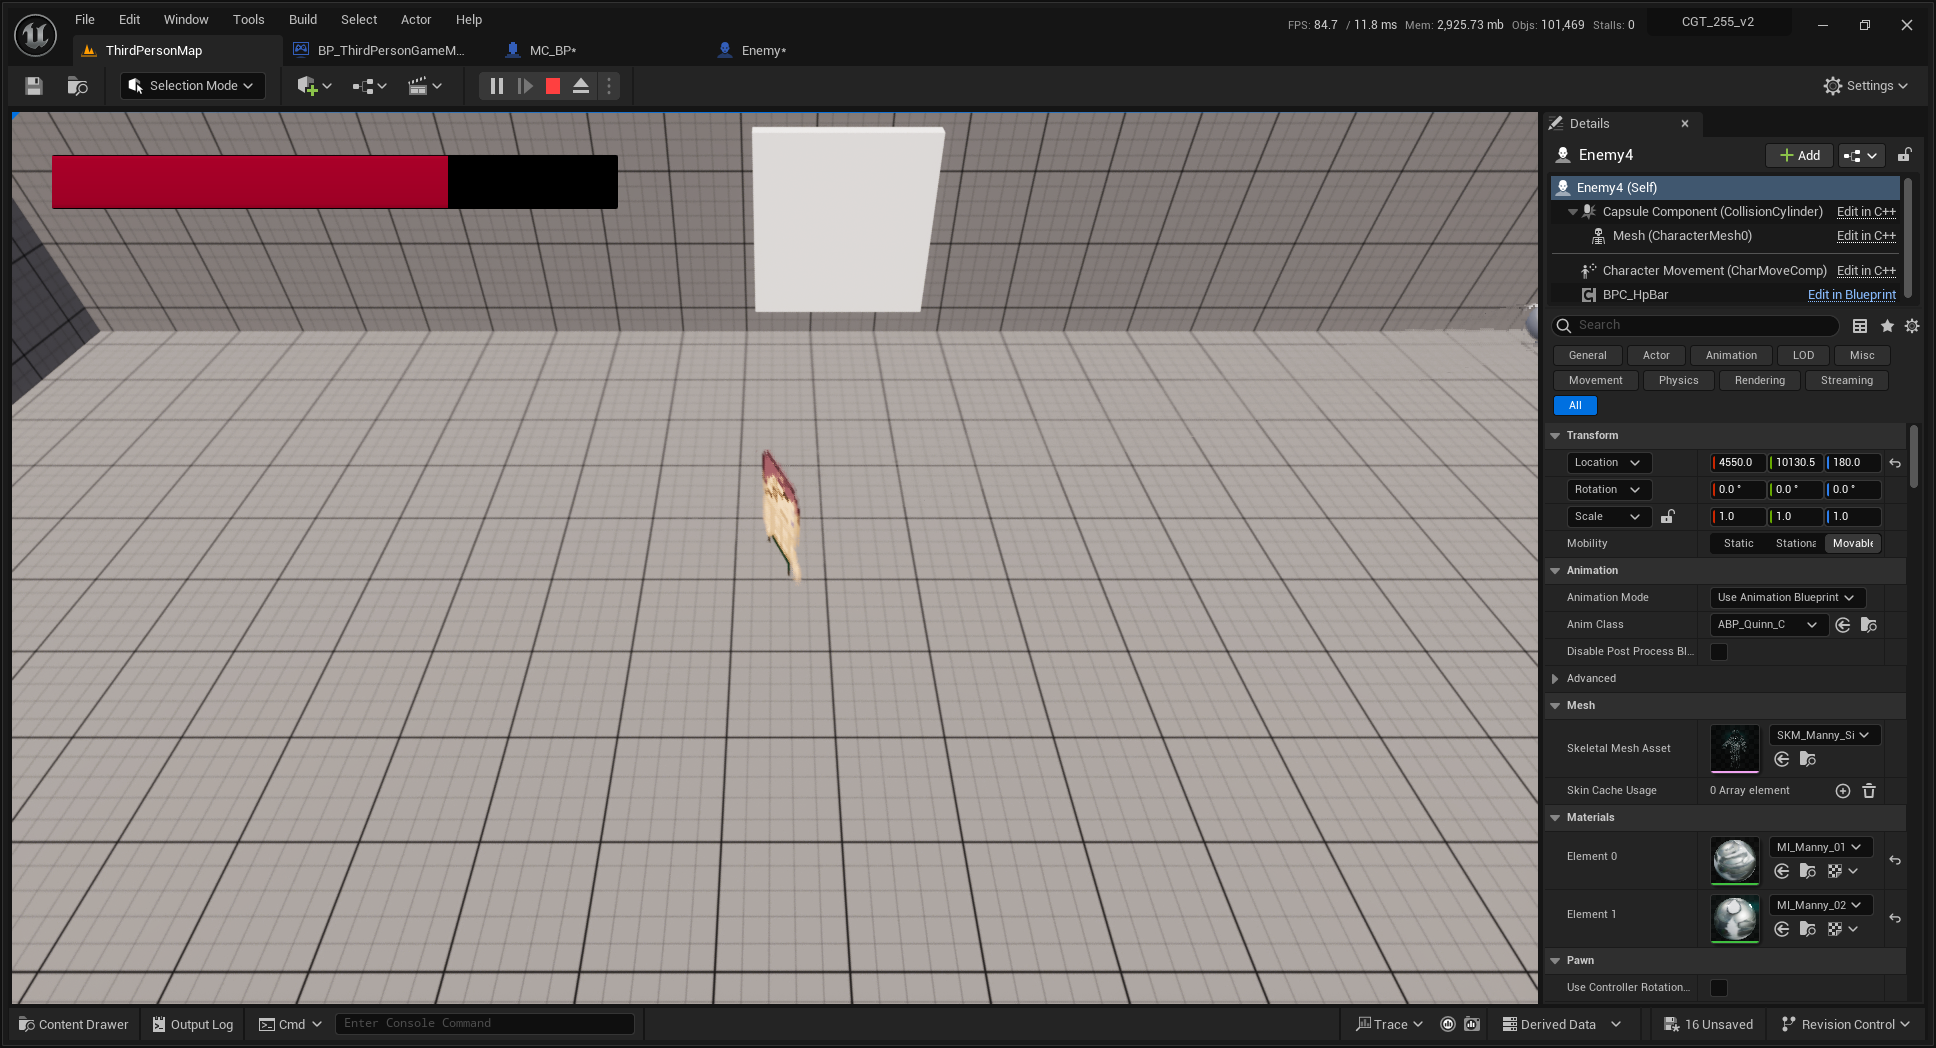 File Edit Window Tools Build Select Actor Help
FPS: 84.7 / 11.8 ms Mem: 2,925.73 mb Objs: 101,469 Stalls: 0
CGT_255_v2
ThirdPersonMap
BP_ThirdPersonGameM...
MC_BP*
Enemy*
Selection Mode
Settings
Details
Enemy4
Add
Enemy4 (Self)
Capsule Component (CollisionCylinder) Edit in C++
Mesh (CharacterMesh0) Edit in C++
Character Movement (CharMoveComp) Edit in C++
BPC_HpBar Edit in Blueprint
Search
General Actor Animation LOD Misc
Movement Physics Rendering Streaming
All
Transform
Location 4550.0 10130.5 180.0
Rotation 0.0 ° 0.0 ° 0.0 °
Scale 1.0 1.0 1.0
Mobility Static Stationa Movable
Animation
Animation Mode Use Animation Blueprint
Anim Class ABP_Quinn_C
Disable Post Process Bl...
Advanced
Mesh
Skeletal Mesh Asset SKM_Manny_Si
Skin Cache Usage 0 Array element
Materials
Element 0 MI_Manny_01
Element 1 MI_Manny_02
Pawn
Use Controller Rotation...
Content Drawer Output Log Cmd Enter Console Command Trace Derived Data 16 Unsaved Revision Control